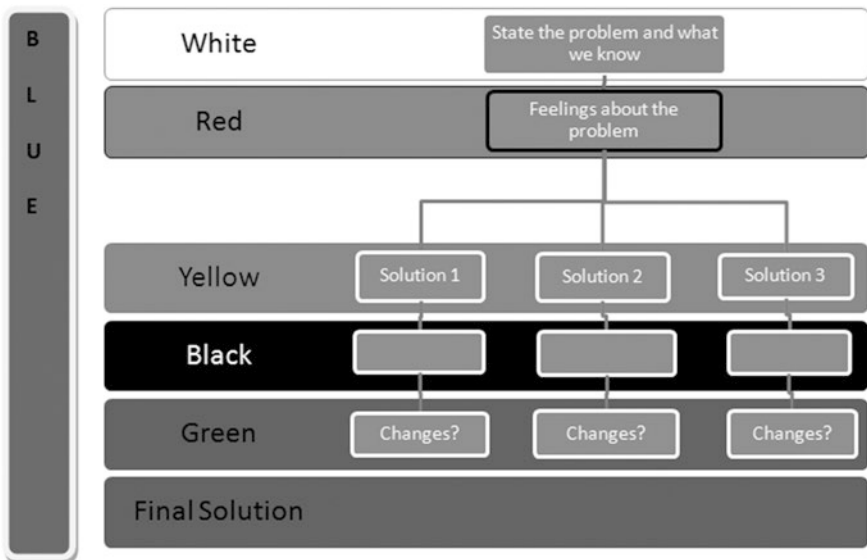 B
L
U
E
White
State the problem and what
we know
Red
Feelings about the
problem
Yellow
Solution 1
Solution 2
Solution 3
Black
Green
Changes?
Changes?
Changes?
Final Solution